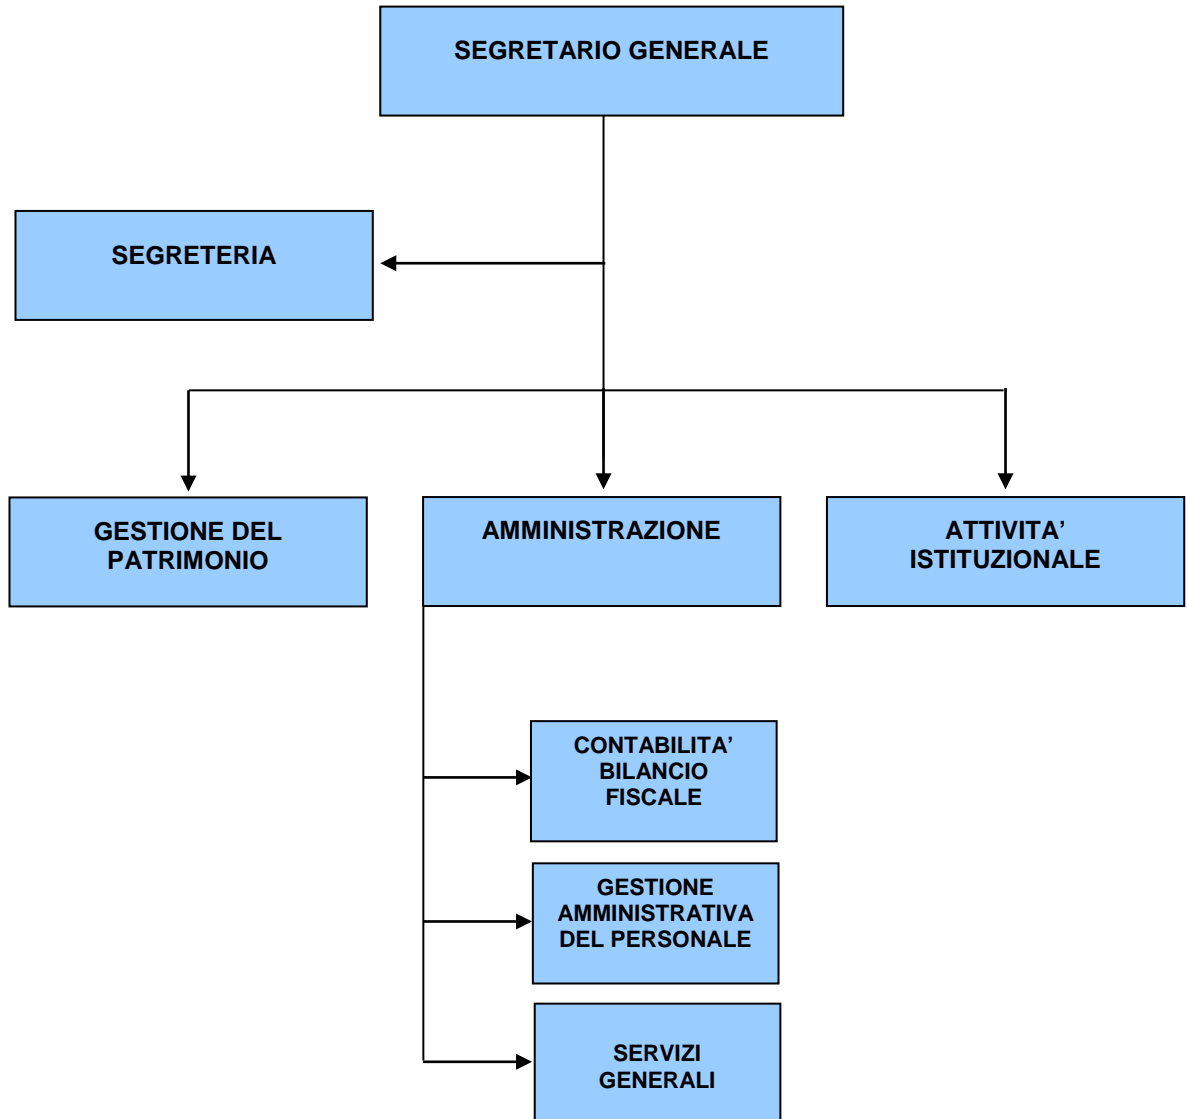 SEGRETARIO GENERALE
SEGRETERIA
GESTIONE DEL
PATRIMONIO
AMMINISTRAZIONE
ATTIVITA’
ISTITUZIONALE
CONTABILITA’
BILANCIO
FISCALE
GESTIONE
AMMINISTRATIVA
DEL PERSONALE
SERVIZI
GENERALI